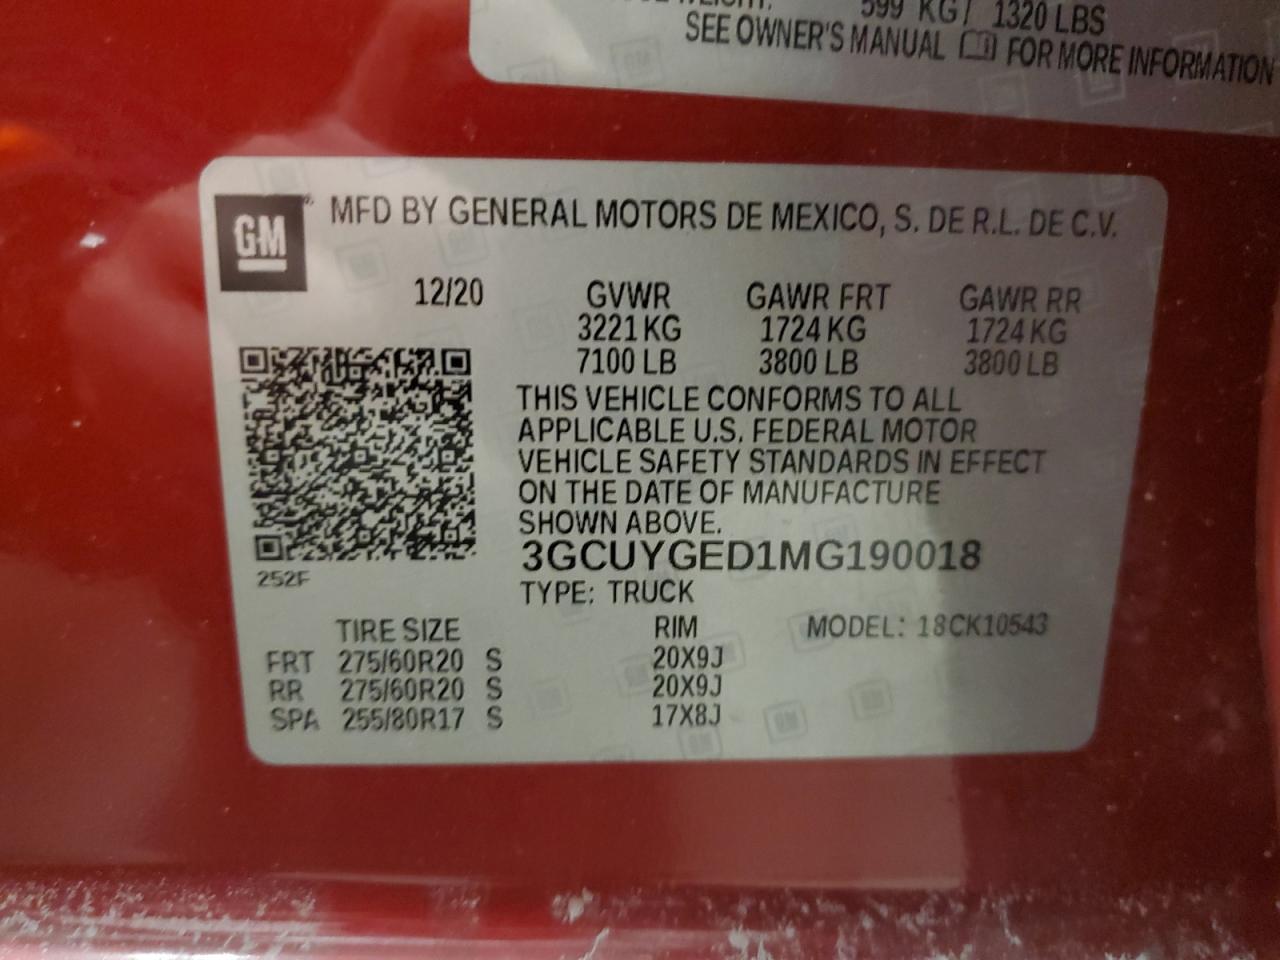 599 KG / 1320 LBS
SEE OWNER'S MANUAL FOR MORE INFORMATION
GM
MFD BY GENERAL MOTORS DE MEXICO, S. DE R.L. DE C.V.
12/20 GVWR GAWR FRT GAWR RR
3221 KG 1724 KG 1724 KG
7100 LB 3800 LB 3800 LB
THIS VEHICLE CONFORMS TO ALL
APPLICABLE U.S. FEDERAL MOTOR
VEHICLE SAFETY STANDARDS IN EFFECT
ON THE DATE OF MANUFACTURE
SHOWN ABOVE.
3GCUYGED1MG190018
252F
TYPE: TRUCK
TIRE SIZE RIM MODEL: 18CK10543
FRT 275/60R20 S 20X9J
RR 275/60R20 S 20X9J
SPA 255/80R17 S 17X8J